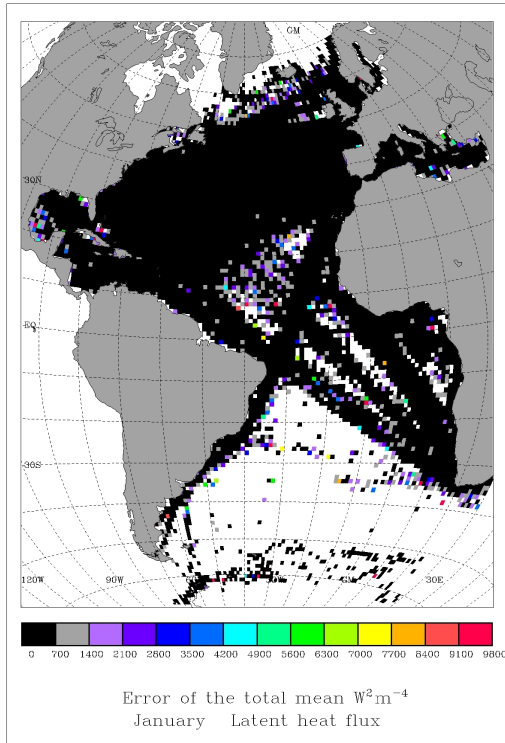 GM
30N
EQ
30S
120W 90W GM 30E
0 700 1400 2100 2800 3500 4200 4900 5600 6300 7000 7700 8400 9100 9800
Error of the total mean W²m⁻⁴
January Latent heat flux